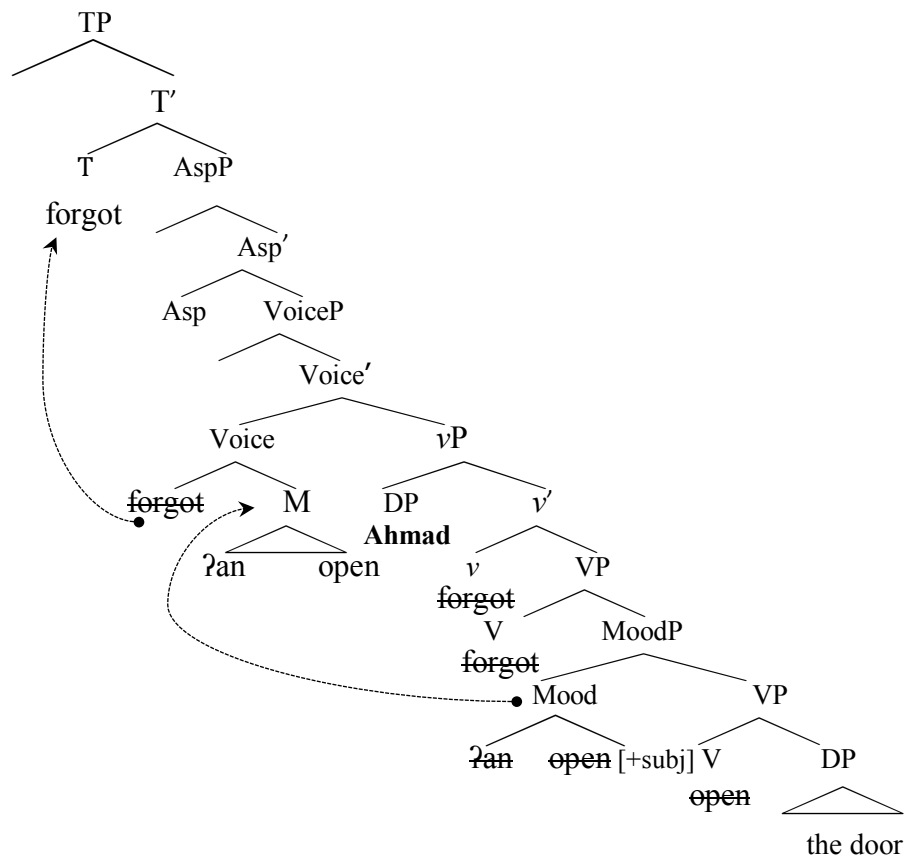 TP
T′
T AspP
forgot
Asp′
Asp VoiceP
Voice′
Voice vP
forgot M DP v′
ʔan open Ahmad v VP
forgot
V MoodP
forgot
Mood VP
ʔan open [+subj] V DP
open
the door